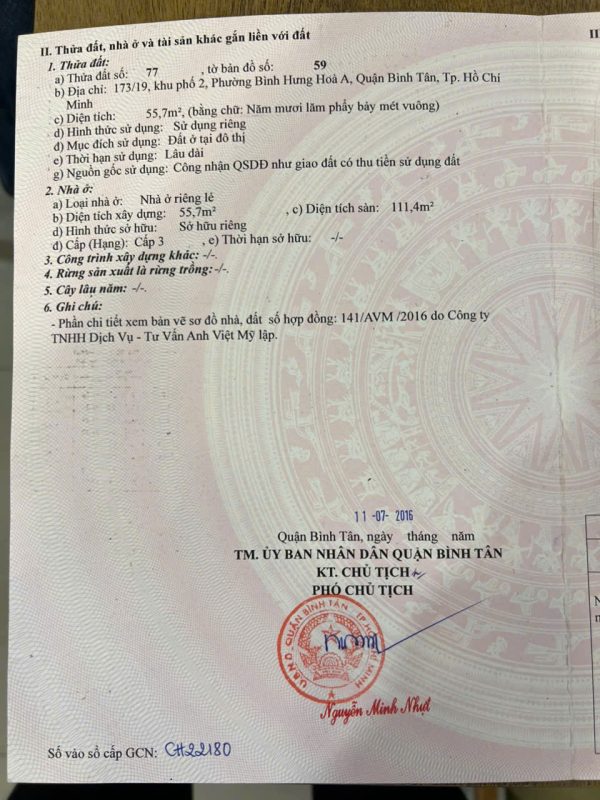 II. Thửa đất, nhà ở và tài sản khác gắn liền với đất
1. Thửa đất:
a) Thửa đất số: 77 , tờ bản đồ số: 59
b) Địa chỉ: 173/19, khu phố 2, Phường Bình Hưng Hoà A, Quận Bình Tân, Tp. Hồ Chí
Minh
c) Diện tích: 55,7m², (bằng chữ: Năm mươi lăm phẩy bảy mét vuông)
d) Hình thức sử dụng: Sử dụng riêng
đ) Mục đích sử dụng: Đất ở tại đô thị
e) Thời hạn sử dụng: Lâu dài
g) Nguồn gốc sử dụng: Công nhận QSDĐ như giao đất có thu tiền sử dụng đất
2. Nhà ở:
a) Loại nhà ở: Nhà ở riêng lẻ
b) Diện tích xây dựng: 55,7m² , c) Diện tích sàn: 111,4m²
d) Hình thức sở hữu: Sở hữu riêng
đ) Cấp (Hạng): Cấp 3 , e) Thời hạn sở hữu: -/-
3. Công trình xây dựng khác: -/-.
4. Rừng sản xuất là rừng trồng: -/-.
5. Cây lâu năm: -/-.
6. Ghi chú:
- Phần chi tiết xem bản vẽ sơ đồ nhà, đất số hợp đồng: 141/AVM /2016 do Công ty
TNHH Dịch Vụ - Tư Vấn Anh Việt Mỹ lập.
11 -07- 2016
Quận Bình Tân, ngày tháng năm
TM. ỦY BAN NHÂN DÂN QUẬN BÌNH TÂN
KT. CHỦ TỊCH
PHÓ CHỦ TỊCH
U.B.N.D. QUẬN BÌNH TÂN - TP. HỒ CHÍ MINH
Nguyễn Minh Nhựt
Số vào sổ cấp GCN: CH22180
II